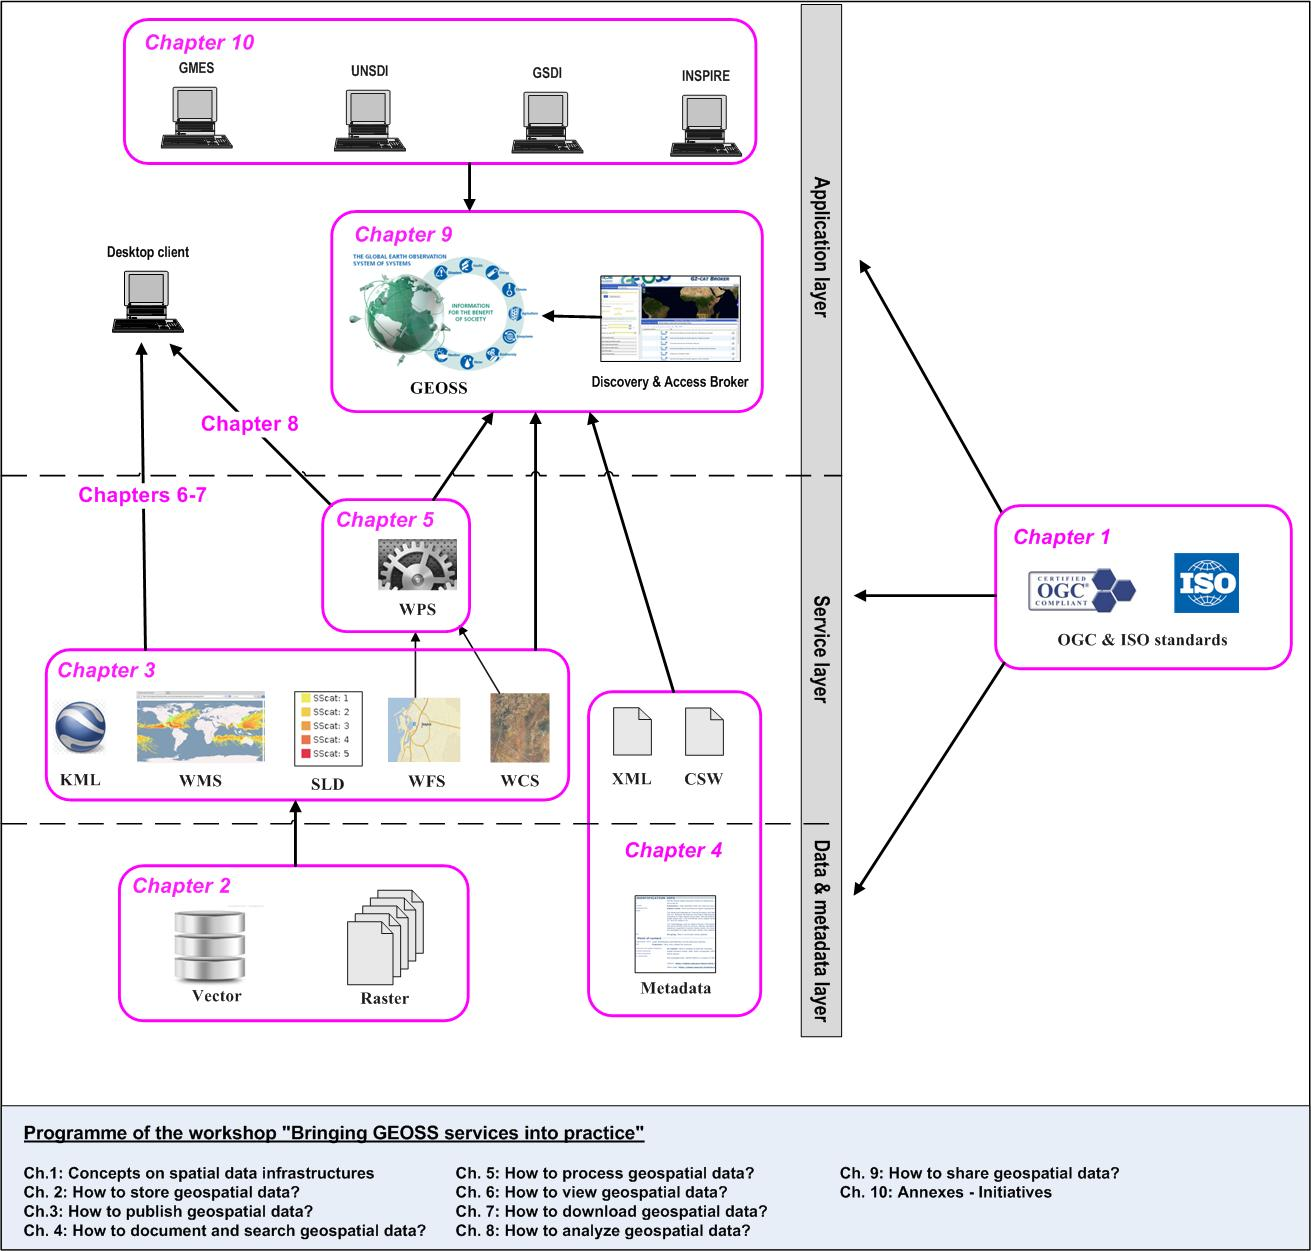 Chapter 10
GMES
UNSDI
GSDI
INSPIRE
Application layer
Chapter 9
THE GLOBAL EARTH OBSERVATION
SYSTEM OF SYSTEMS
INFORMATION
FOR THE BENEFIT
OF SOCIETY
GEOSS
Discovery & Access Broker
Desktop client
Chapter 8
Chapters 6-7
Chapter 5
WPS
Service layer
Chapter 1
CERTIFIED
OGC
COMPLIANT
ISO
OGC & ISO standards
Chapter 3
KML
WMS
SScat: 1
SScat: 2
SScat: 3
SScat: 4
SScat: 5
SLD
WFS
WCS
XML
CSW
Chapter 4
Metadata
Data & metadata layer
Chapter 2
Vector
Raster
Programme of the workshop "Bringing GEOSS services into practice"
Ch.1: Concepts on spatial data infrastructures
Ch. 2: How to store geospatial data?
Ch.3: How to publish geospatial data?
Ch. 4: How to document and search geospatial data?
Ch. 5: How to process geospatial data?
Ch. 6: How to view geospatial data?
Ch. 7: How to download geospatial data?
Ch. 8: How to analyze geospatial data?
Ch. 9: How to share geospatial data?
Ch. 10: Annexes - Initiatives